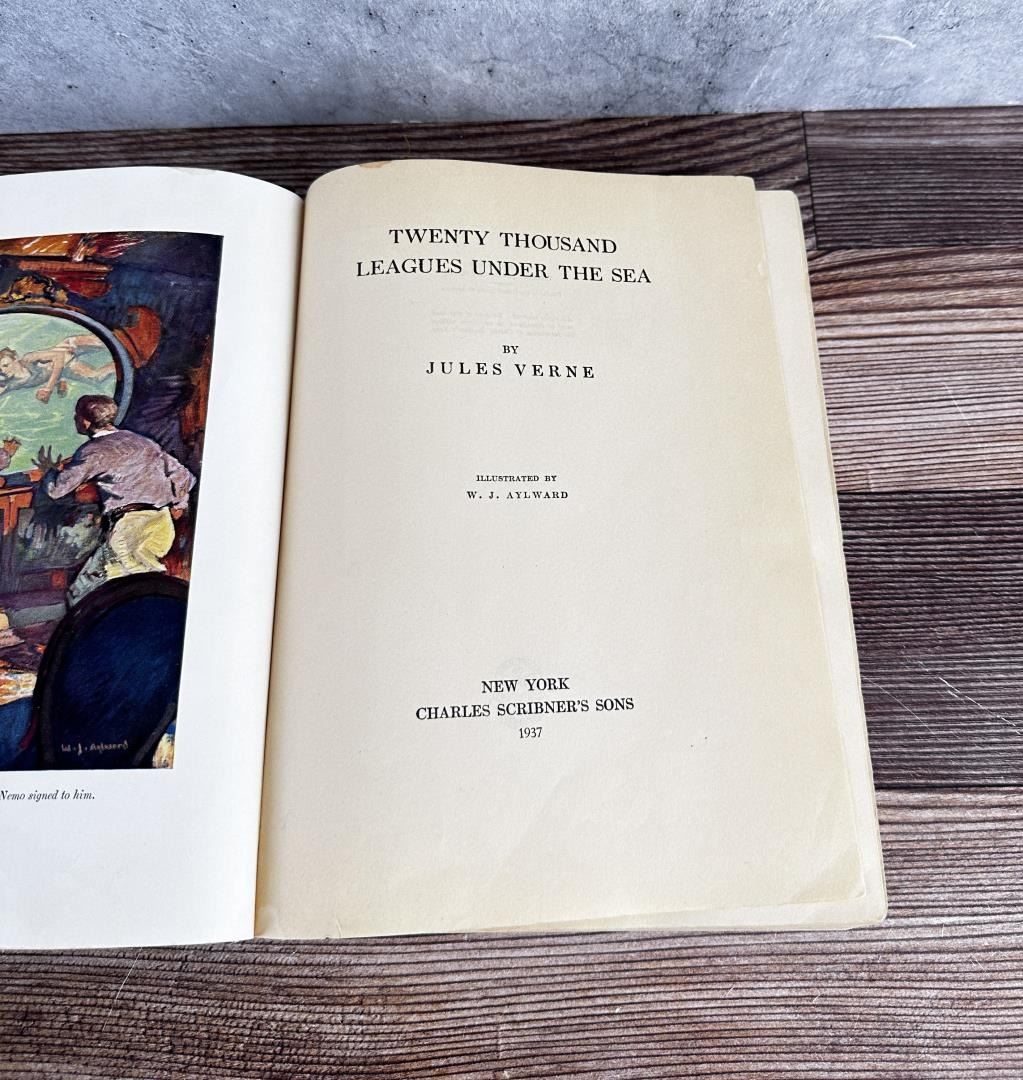 TWENTY THOUSAND
LEAGUES UNDER THE SEA
BY
JULES VERNE
ILLUSTRATED BY
W. J. AYLWARD
NEW YORK
CHARLES SCRIBNER'S SONS
1937
W. J. Aylward
Nemo signed to him.